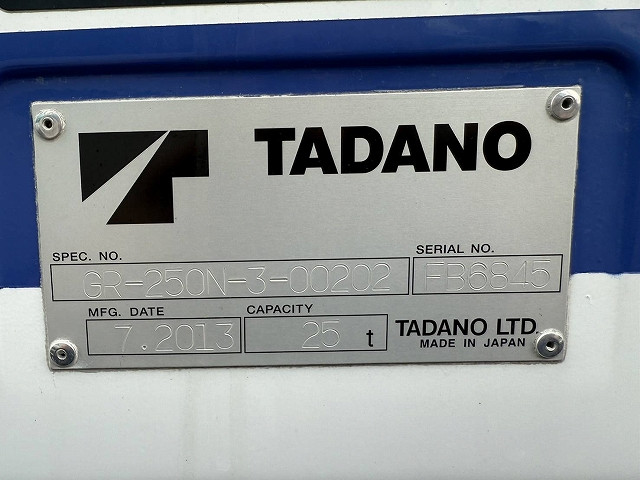 TADANO
SPEC. NO.
SERIAL NO.
GR-250N-3-00202
FB6845
MFG. DATE
CAPACITY
7.2013
25 t
TADANO LTD.
MADE IN JAPAN